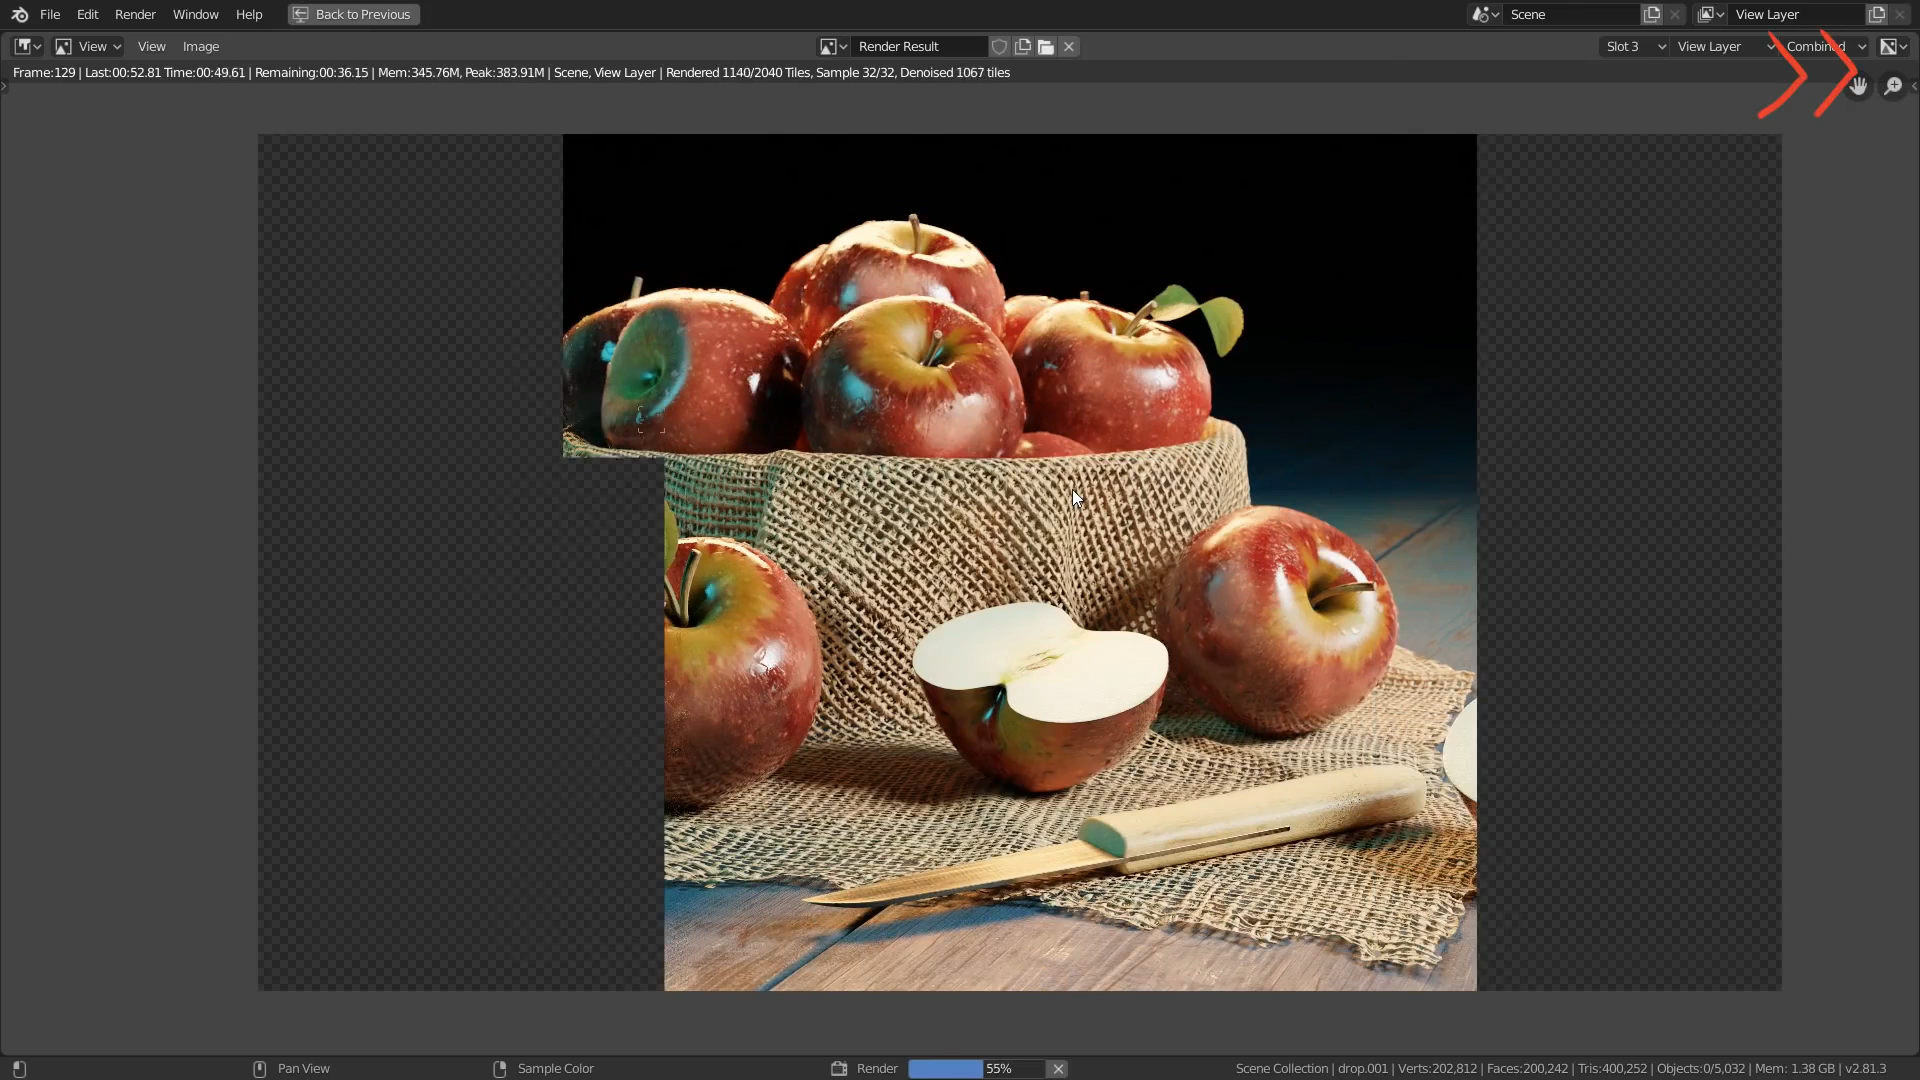 File Edit Render Window Help Back to Previous Scene View Layer
View View Image Render Result Slot 3 View Layer Combined
Frame:129 | Last:00:52.81 Time:00:49.61 | Remaining:00:36.15 | Mem:345.76M, Peak:383.91M | Scene, View Layer | Rendered 1140/2040 Tiles, Sample 32/32, Denoised 1067 tiles
Pan View Sample Color Render 55% Scene Collection | drop.001 | Verts:202,812 | Faces:200,242 | Tris:400,252 | Objects:0/5,032 | Mem: 1.38 GB | v2.81.3